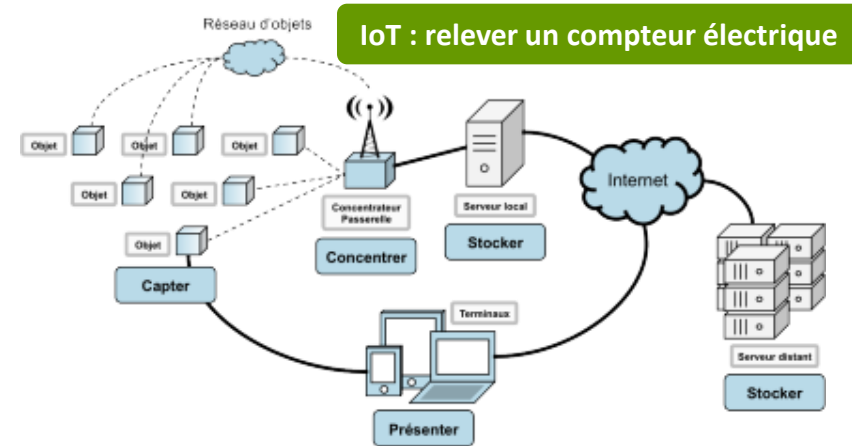 Réseau d'objets
IoT : relever un compteur électrique
Objet
Objet
Objet
Objet
Objet
Objet
Concentrateur
Passerelle
Concentrer
Serveur local
Stocker
Internet
Capter
Terminaux
Présenter
Serveur distant
Stocker